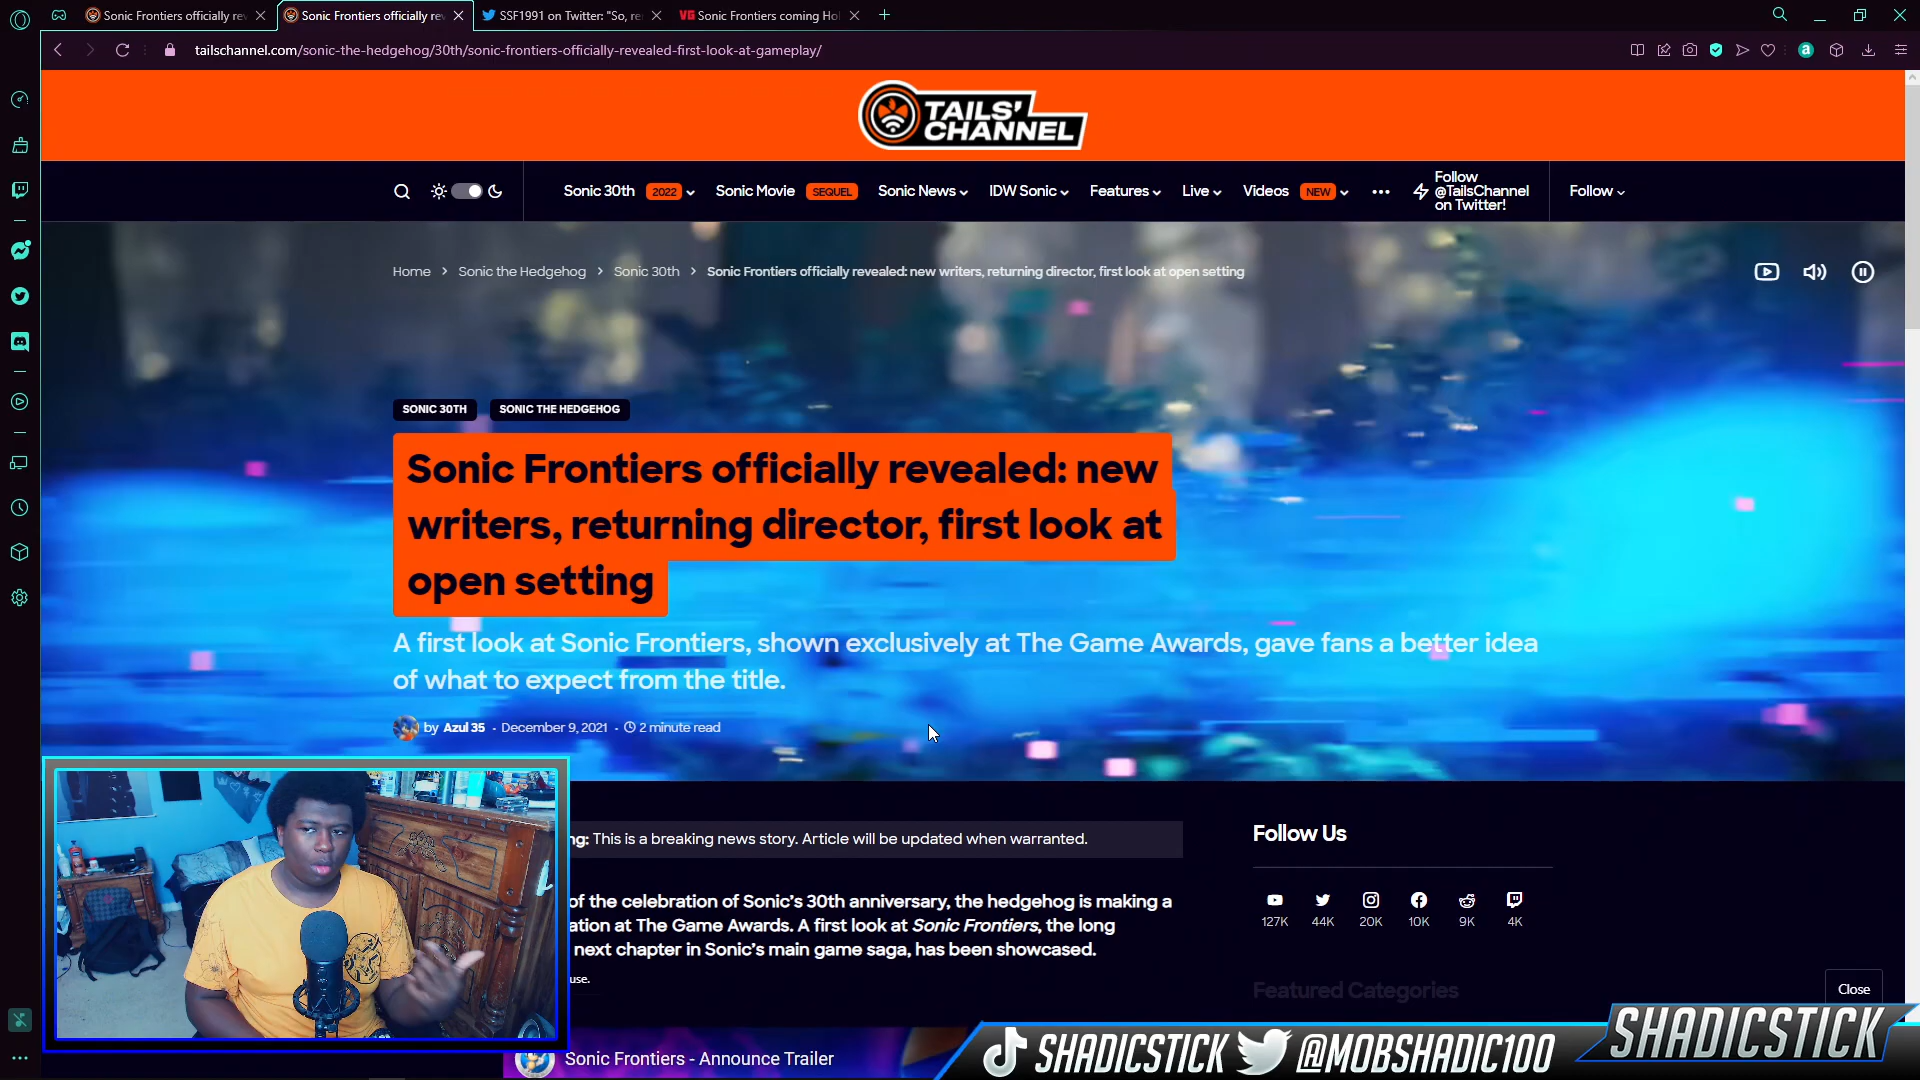 Sonic Frontiers officially rev
Sonic Frontiers officially rev
SSF1991 on Twitter: "So, re
VG Sonic Frontiers coming Hol
tailschannel.com/sonic-the-hedgehog/30th/sonic-frontiers-officially-revealed-first-look-at-gameplay/
a
TAILS'
CHANNEL
Sonic 30th 2022 Sonic Movie SEQUEL Sonic News IDW Sonic Features Live Videos NEW
Follow
@TailsChannel
on Twitter!
Follow
Home Sonic the Hedgehog Sonic 30th Sonic Frontiers officially revealed: new writers, returning director, first look at open setting
SONIC 30TH SONIC THE HEDGEHOG
Sonic Frontiers officially revealed: new
writers, returning director, first look at
open setting
A first look at Sonic Frontiers, shown exclusively at The Game Awards, gave fans a better idea
of what to expect from the title.
by Azul 35 · December 9, 2021 · 2 minute read
ng: This is a breaking news story. Article will be updated when warranted.
of the celebration of Sonic's 30th anniversary, the hedgehog is making a
ation at The Game Awards. A first look at Sonic Frontiers, the long
next chapter in Sonic's main game saga, has been showcased.
use.
Sonic Frontiers - Announce Trailer
Follow Us
127K 44K 20K 10K 9K 4K
Featured Categories
Close
SHADICSTICK @MOBSHADIC100 SHADICSTICK